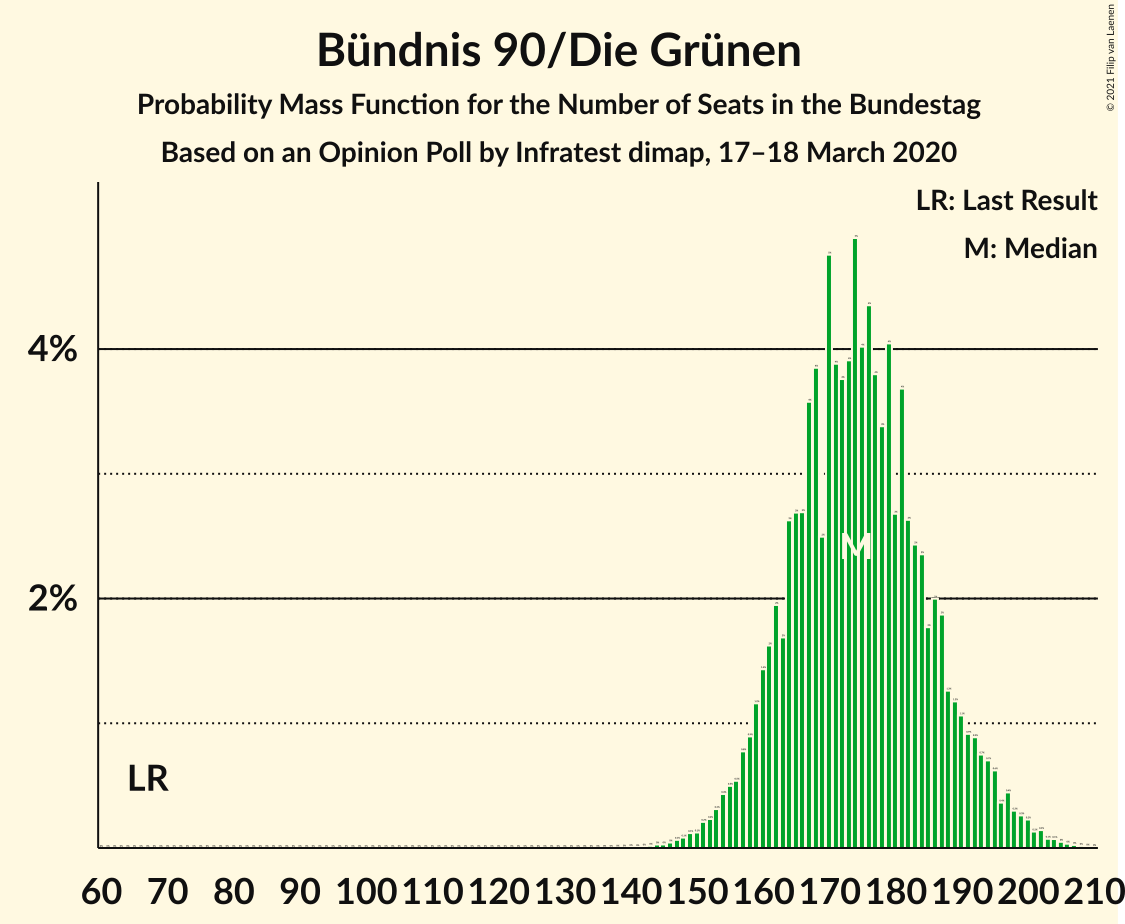 Bündnis 90/Die Grünen
Probability Mass Function for the Number of Seats in the Bundestag
Based on an Opinion Poll by Infratest dimap, 17–18 March 2020
© 2021 Filip van Laenen
LR: Last Result
M: Median
4%
2%
M
LR
60 70 80 90 100 110 120 130 140 150 160 170 180 190 200 210